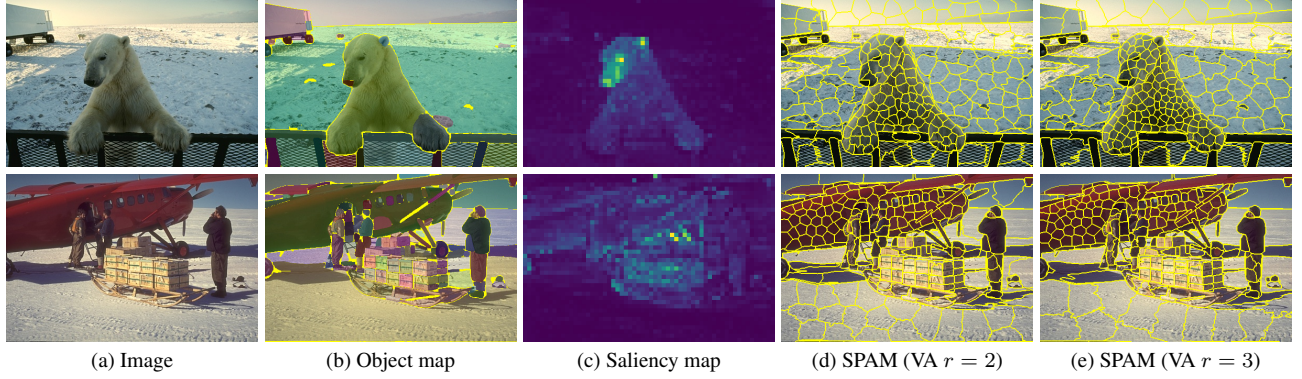 (a) Image
(b) Object map
(c) Saliency map
(d) SPAM (VA r = 2)
(e) SPAM (VA r = 3)